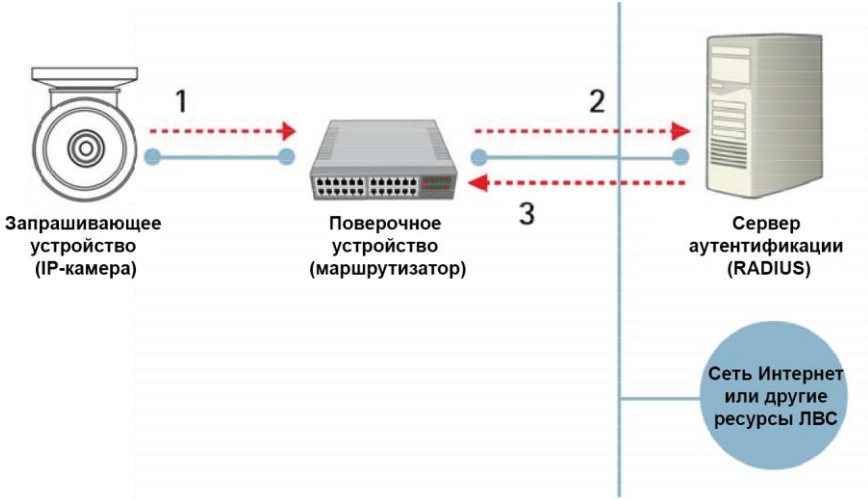 1
2
3
Запрашивающее
устройство
(IP-камера)
Поверочное
устройство
(маршрутизатор)
Сервер
аутентификации
(RADIUS)
Сеть Интернет
или другие
ресурсы ЛВС